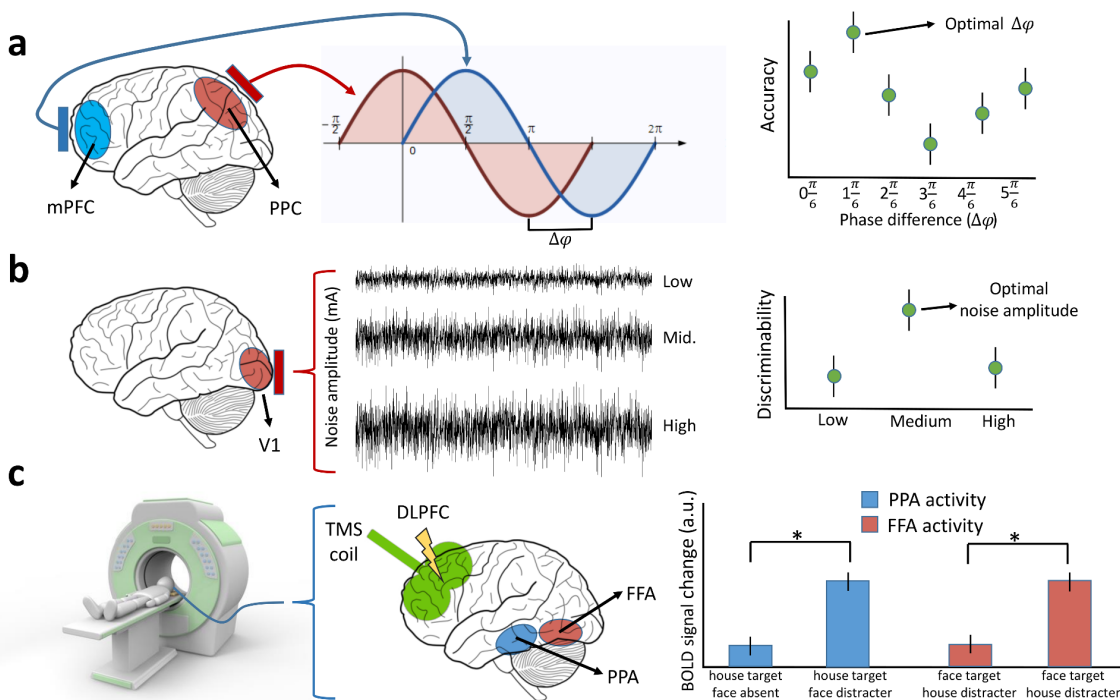 a
mPFC
PPC
−π/2
0
π/2
π
2π
Δφ
Accuracy
Optimal Δφ
0π/6
1π/6
2π/6
3π/6
4π/6
5π/6
Phase difference (Δφ)
b
V1
Noise amplitude (mA)
Low
Mid.
High
Discriminability
Optimal
noise amplitude
Low
Medium
High
c
TMS
coil
DLPFC
FFA
PPA
BOLD signal change (a.u.)
PPA activity
FFA activity
*
*
house target
face absent
house target
face distracter
face target
house distracter
face target
house distracter